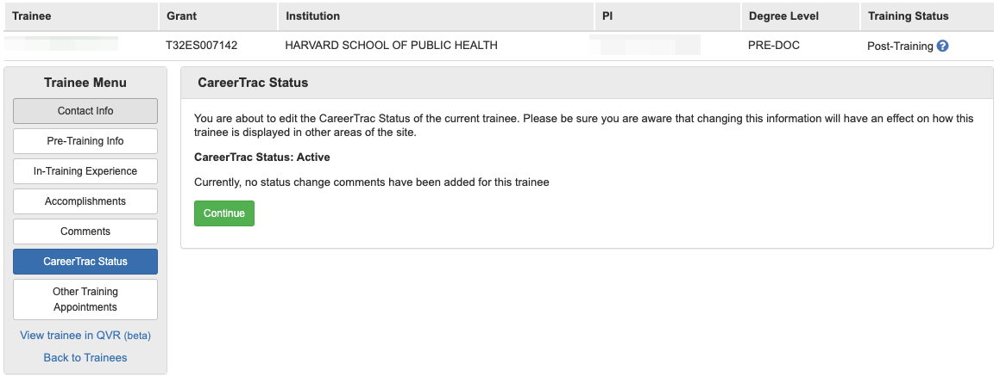 Trainee Grant Institution PI Degree Level Training Status
T32ES007142 HARVARD SCHOOL OF PUBLIC HEALTH PRE-DOC Post-Training ?
Trainee Menu
Contact Info
Pre-Training Info
In-Training Experience
Accomplishments
Comments
CareerTrac Status
Other Training
Appointments
View trainee in QVR (beta)
Back to Trainees
CareerTrac Status
You are about to edit the CareerTrac Status of the current trainee. Please be sure you are aware that changing this information will have an effect on how this
trainee is displayed in other areas of the site.
CareerTrac Status: Active
Currently, no status change comments have been added for this trainee
Continue